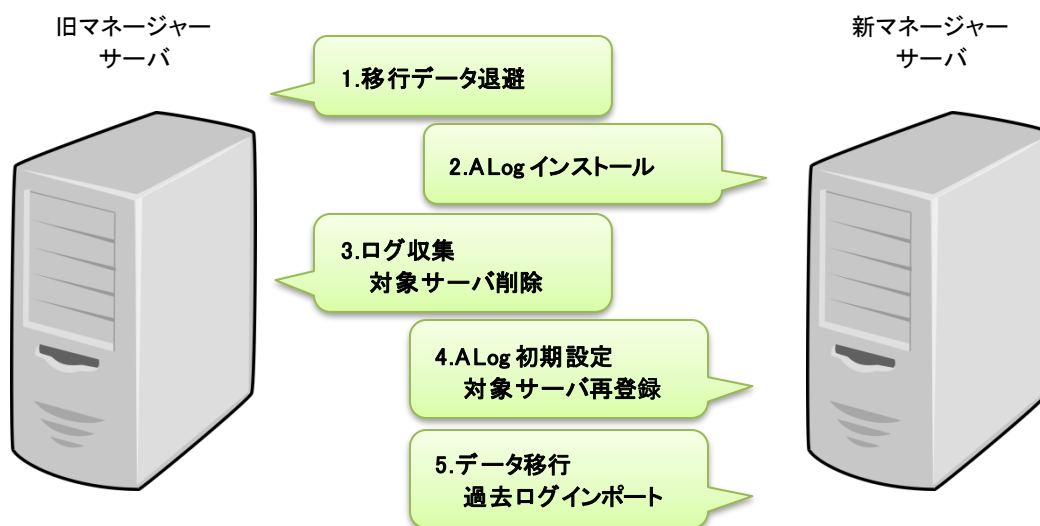 旧マネージャー
サーバ
新マネージャー
サーバ
1.移行データ退避
2.ALog インストール
3.ログ収集
対象サーバ削除
4.ALog 初期設定
対象サーバ再登録
5.データ移行
過去ログインポート